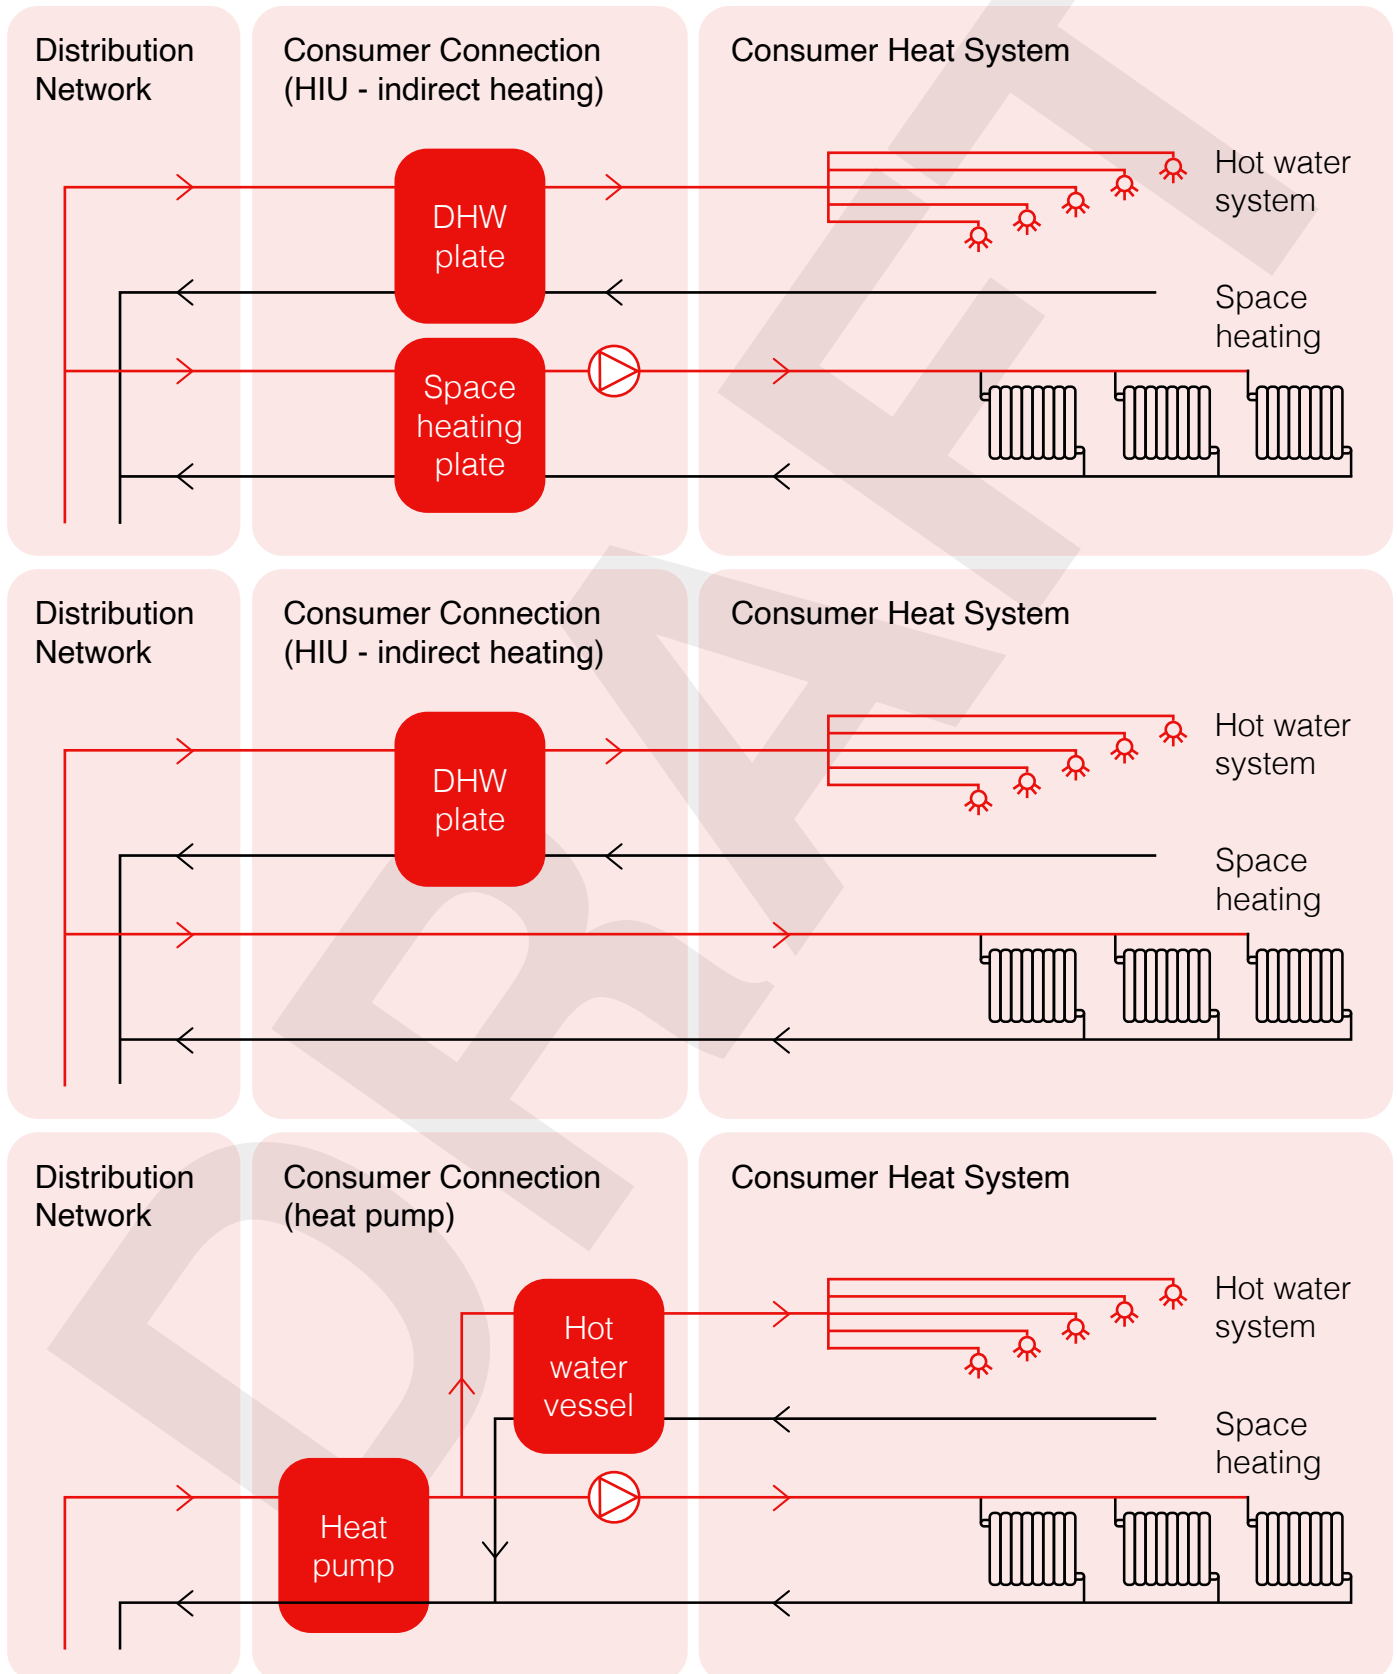 Distribution
Network
Consumer Connection
(HIU - indirect heating)
Consumer Heat System
DHW
plate
Hot water
system
Space
heating
Space
heating
plate
Distribution
Network
Consumer Connection
(HIU - indirect heating)
Consumer Heat System
DHW
plate
Hot water
system
Space
heating
Distribution
Network
Consumer Connection
(heat pump)
Consumer Heat System
Hot
water
vessel
Hot water
system
Space
heating
Heat
pump
DRAFT